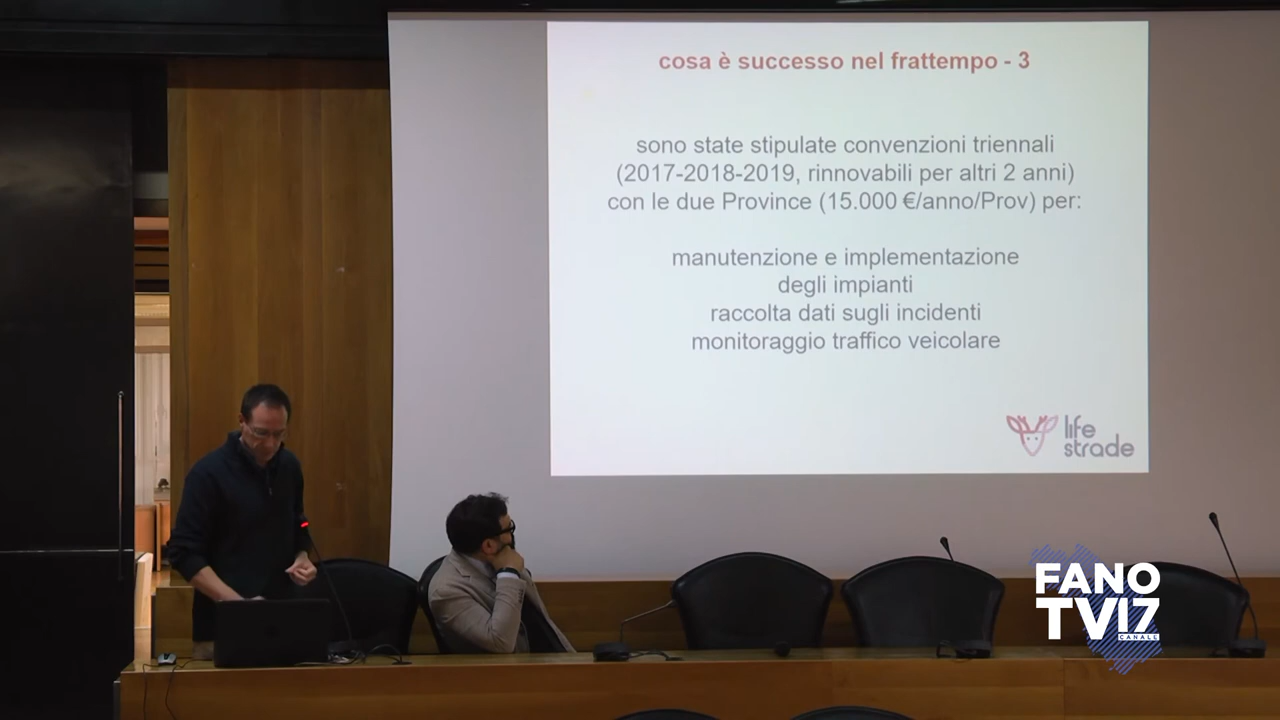 cosa è successo nel frattempo - 3
sono state stipulate convenzioni triennali
(2017-2018-2019, rinnovabili per altri 2 anni)
con le due Province (15.000 €/anno/Prov) per:
manutenzione e implementazione
degli impianti
raccolta dati sugli incidenti
monitoraggio traffico veicolare
life
strade
FANO
TV17
CANALE